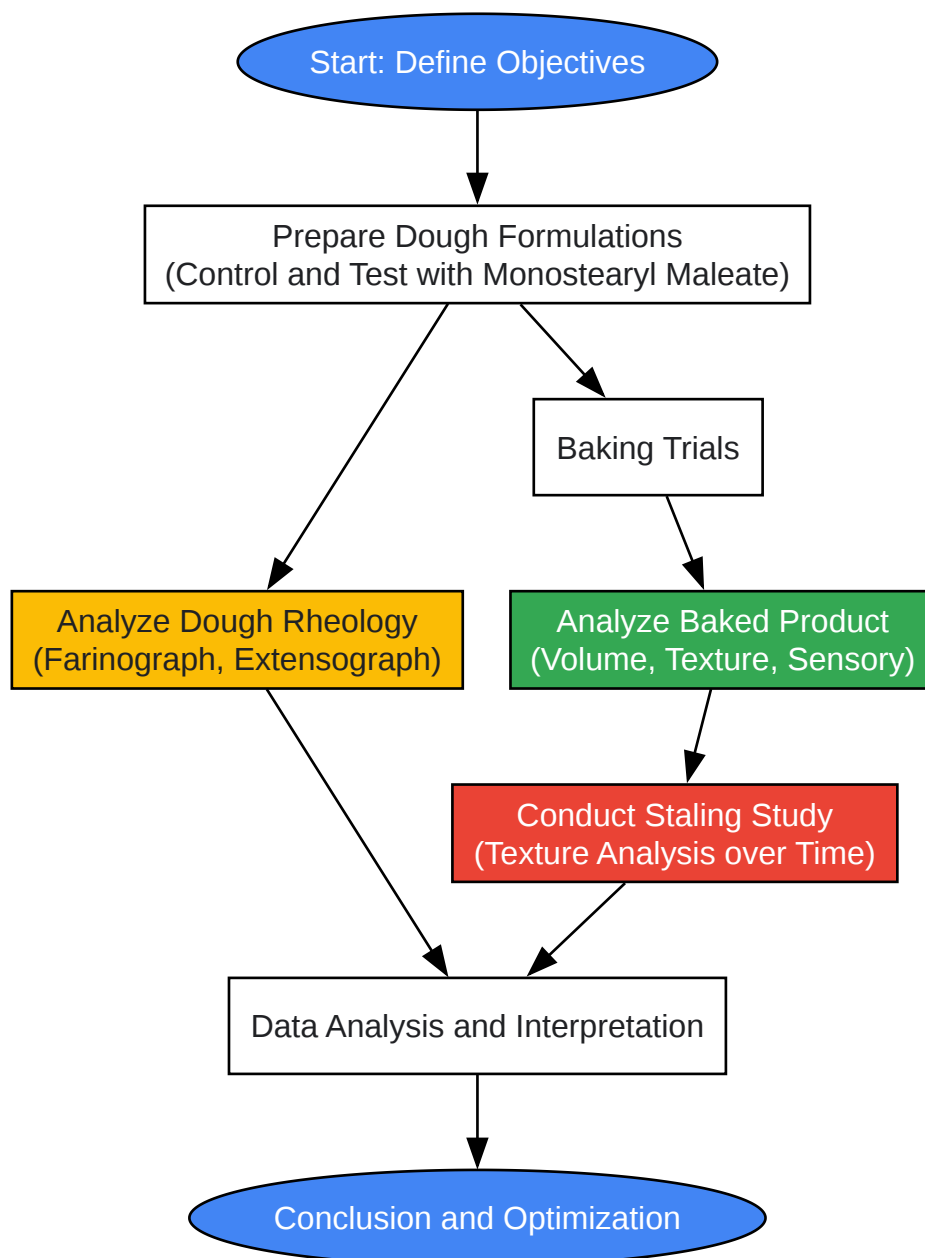 Start: Define Objectives
Prepare Dough Formulations
(Control and Test with Monostearyl Maleate)
Baking Trials
Analyze Dough Rheology
(Farinograph, Extensograph)
Analyze Baked Product
(Volume, Texture, Sensory)
Conduct Staling Study
(Texture Analysis over Time)
Data Analysis and Interpretation
Conclusion and Optimization